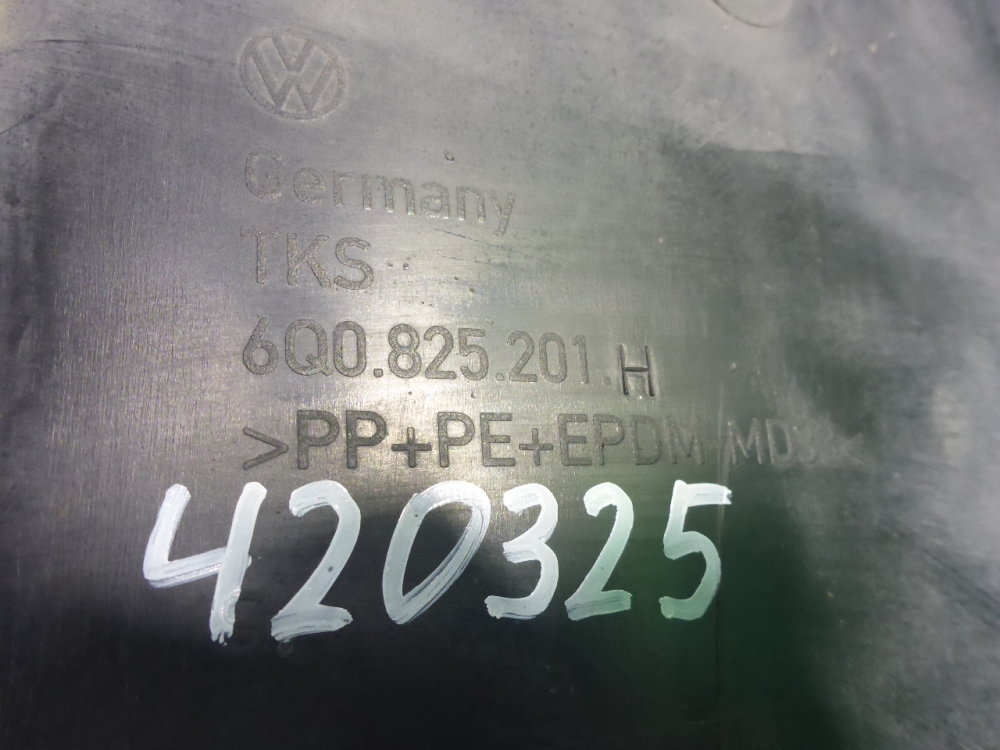 Germany
TKS
6Q0.825.201.H
>PP+PE+EPDM
420325